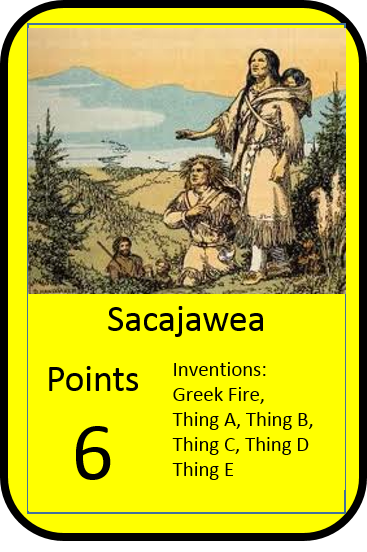 Sacajawea
Points
6
Inventions:
Greek Fire,
Thing A, Thing B,
Thing C, Thing D
Thing E